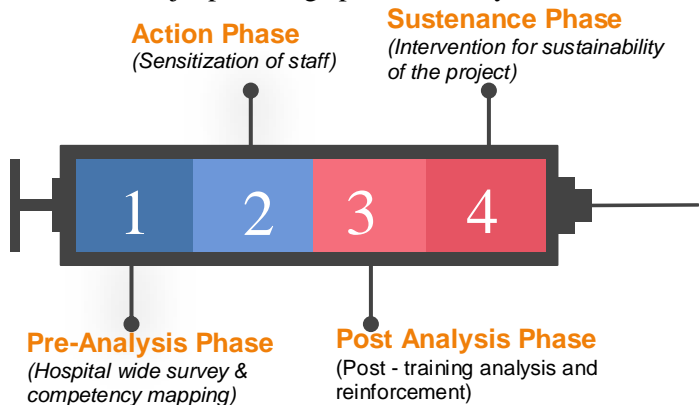 Action Phase
(Sensitization of staff)
Sustenance Phase
(Intervention for sustainability
of the project)
1 2 3 4
Pre-Analysis Phase
(Hospital wide survey &
competency mapping)
Post Analysis Phase
(Post - training analysis and
reinforcement)